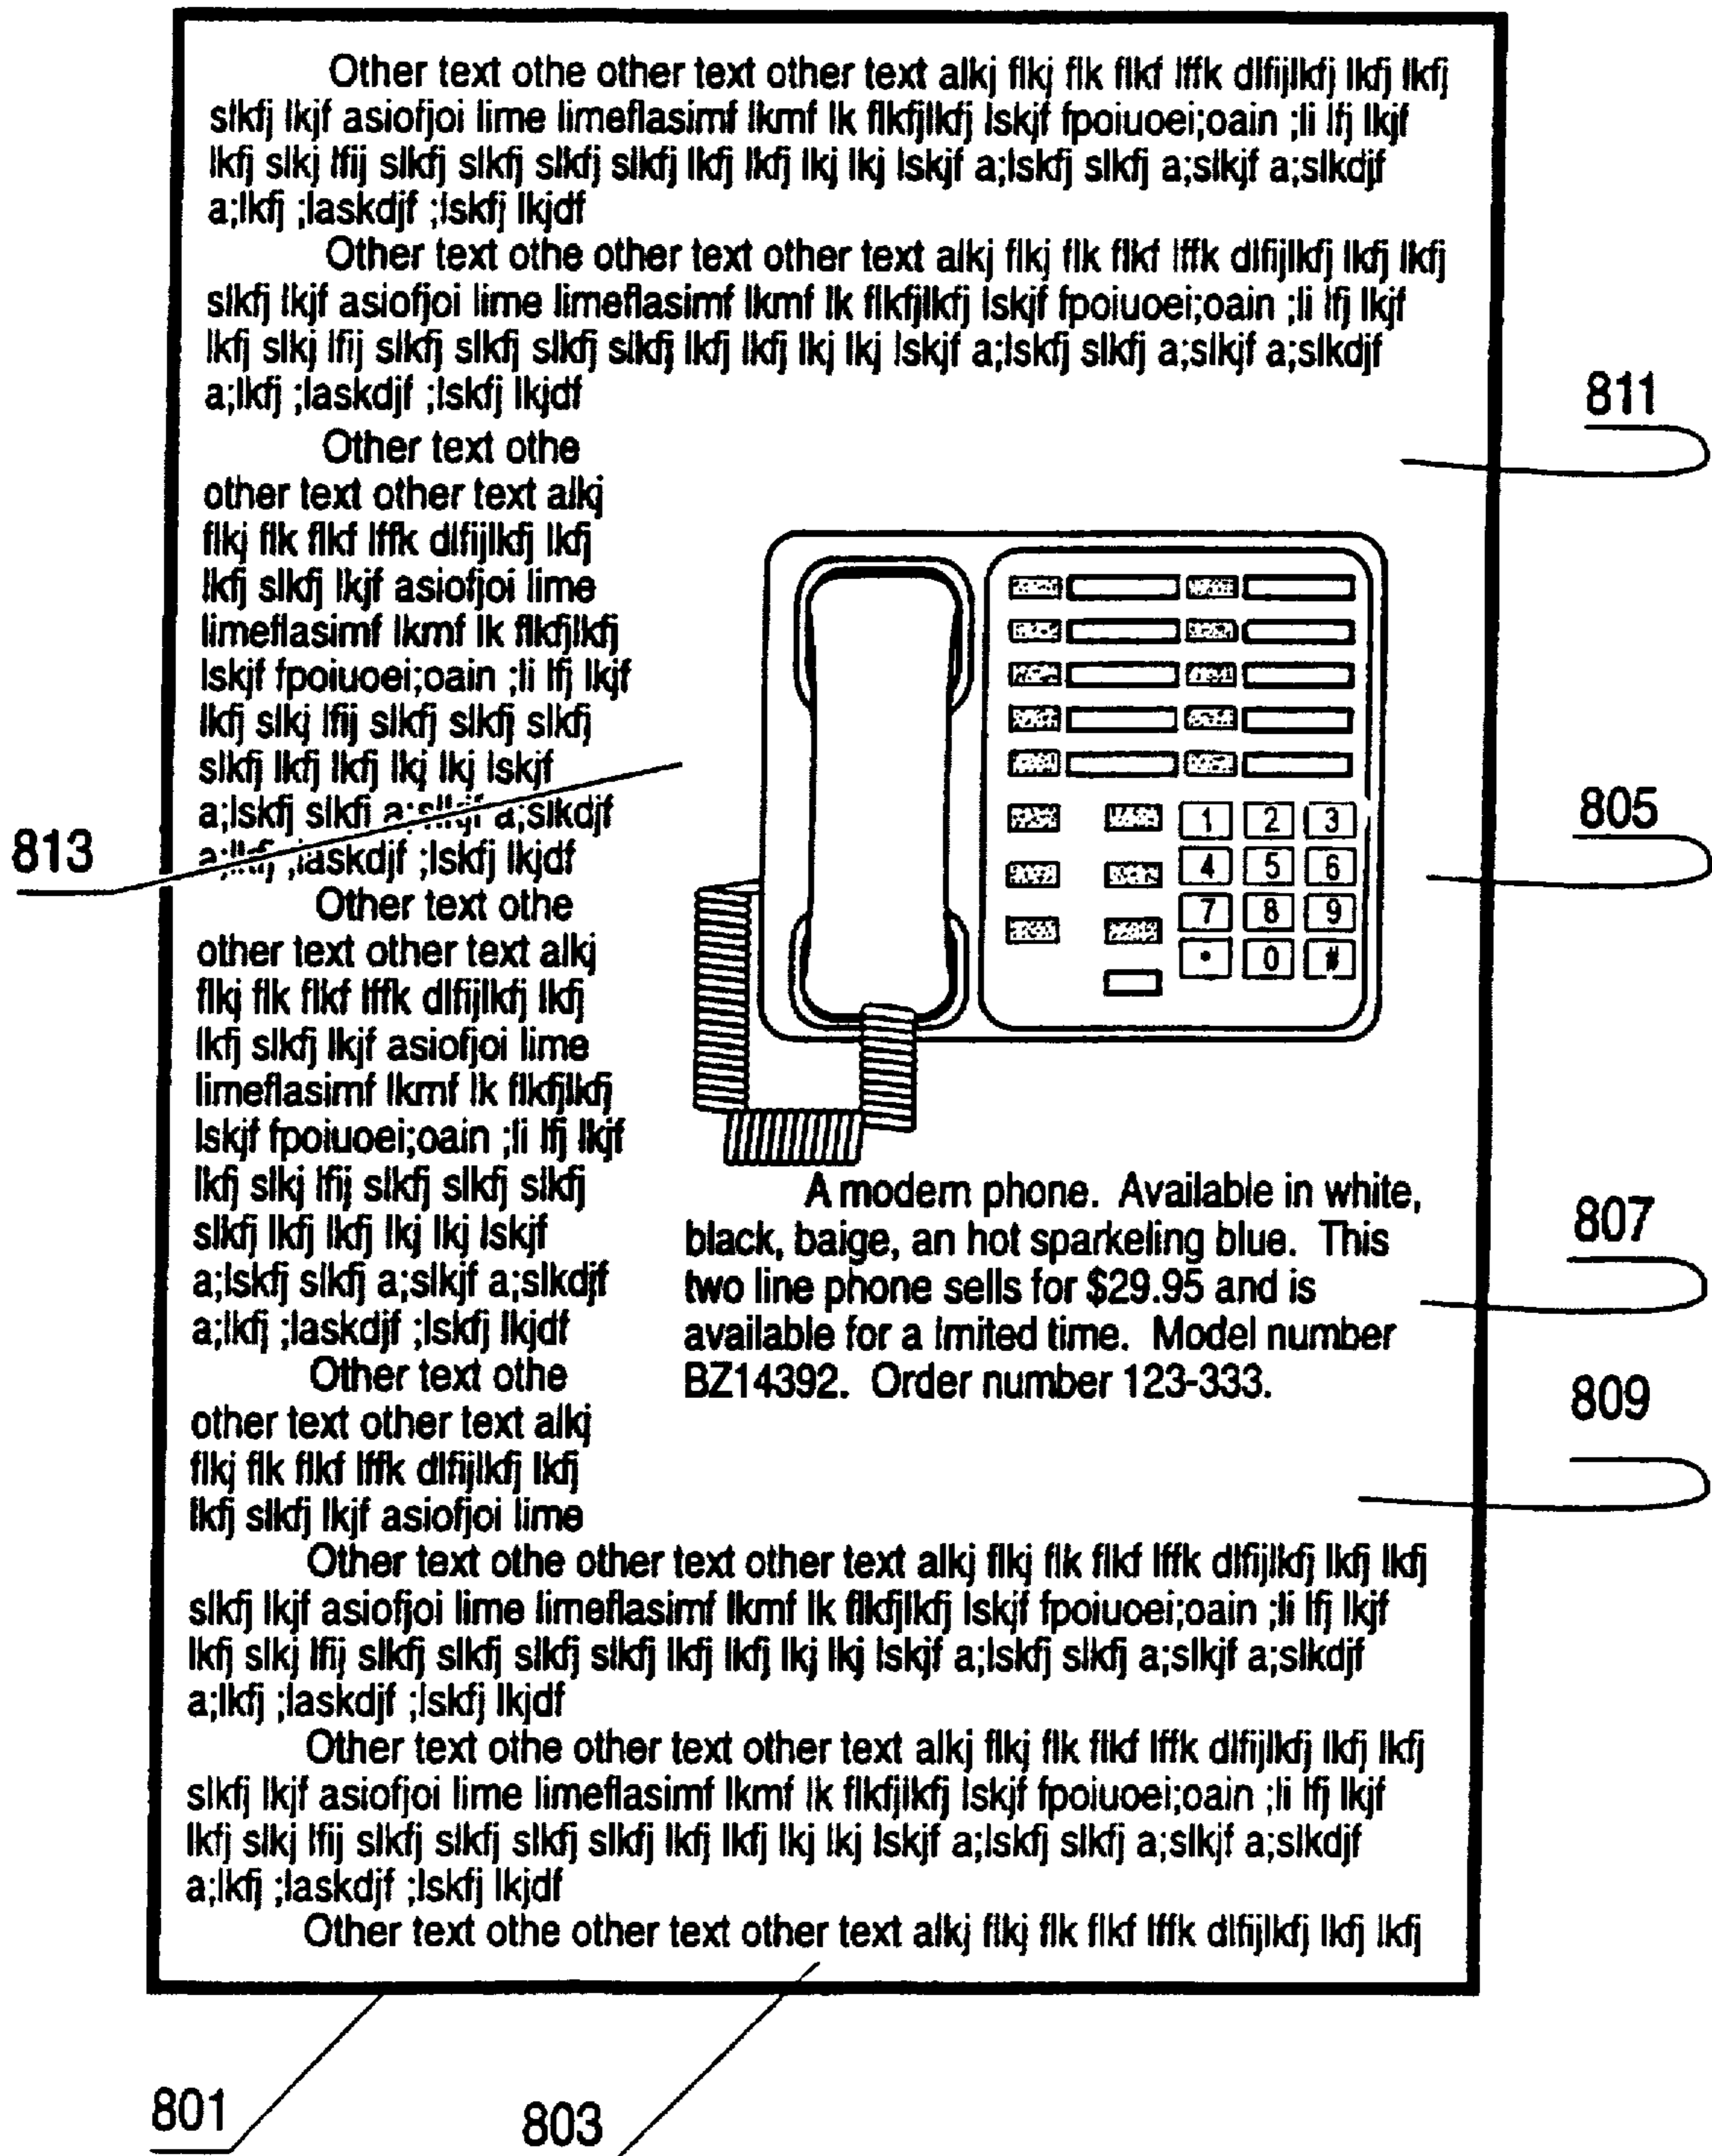 Other text othe other text other text alkj flkj flk flkf lffk dlfijlkfj lkfj lkfj
slkfj lkjf asiofjoi lime limeflasimf lkmf lk flkfjlkfj lskjf fpoiuoei;oain ;li lfj lkjf
lkfj slkj lfij slkfj slkfj slkfj slkfj lkfj lkfj lkj lkj lskjf a;lskfj slkfj a;slkjf a;slkdjf
a;lkfj ;laskdjf ;lskfj lkjdf
Other text othe other text other text alkj flkj flk flkf lffk dlfijlkfj lkfj lkfj
slkfj lkjf asiofjoi lime limeflasimf lkmf lk flkfjlkfj lskjf fpoiuoei;oain ;li lfj lkjf
lkfj slkj lfij slkfj slkfj slkfj slkfj lkfj lkfj lkj lkj lskjf a;lskfj slkfj a;slkjf a;slkdjf
a;lkfj ;laskdjf ;lskfj lkjdf
811
Other text othe
other text other text alkj
flkj flk flkf lffk dlfijlkfj lkfj
lkfj slkfj lkjf asiofjoi lime
limeflasimf lkmf lk flkfjlkfj
lskjf fpoiuoei;oain ;li lfj lkjf
lkfj slkj lfij slkfj slkfj slkfj
slkfj lkfj lkfj lkj lkj lskjf
a;lskfj slkfj a;slkjf a;slkdjf
a;lkfj ;laskdjf ;lskfj lkjdf
813
Other text othe
other text other text alkj
flkj flk flkf lffk dlfijlkfj lkfj
lkfj slkfj lkjf asiofjoi lime
limeflasimf lkmf lk flkfjlkfj
lskjf fpoiuoei;oain ;li lfj lkjf
lkfj slkj lfij slkfj slkfj slkfj
slkfj lkfj lkfj lkj lkj lskjf
a;lskfj slkfj a;slkjf a;slkdjf
a;lkfj ;laskdjf ;lskfj lkjdf
Other text othe
other text other text alkj
flkj flk flkf lffk dlfijlkfj lkfj
lkfj slkfj lkjf asiofjoi lime
1 2 3
4 5 6
7 8 9
* 0 #
805
A modern phone. Available in white,
black, baige, an hot sparkeling blue. This
two line phone sells for $29.95 and is
available for a lmited time. Model number
BZ14392. Order number 123-333.
807
809
Other text othe other text other text alkj flkj flk flkf lffk dlfijlkfj lkfj lkfj
slkfj lkjf asiofjoi lime limeflasimf lkmf lk flkfjlkfj lskjf fpoiuoei;oain ;li lfj lkjf
lkfj slkj lfij slkfj slkfj slkfj slkfj lkfj lkfj lkj lkj lskjf a;lskfj slkfj a;slkjf a;slkdjf
a;lkfj ;laskdjf ;lskfj lkjdf
Other text othe other text other text alkj flkj flk flkf lffk dlfijlkfj lkfj lkfj
slkfj lkjf asiofjoi lime limeflasimf lkmf lk flkfjlkfj lskjf fpoiuoei;oain ;li lfj lkjf
lkfj slkj lfij slkfj slkfj slkfj slkfj lkfj lkfj lkj lkj lskjf a;lskfj slkfj a;slkjf a;slkdjf
a;lkfj ;laskdjf ;lskfj lkjdf
Other text othe other text other text alkj flkj flk flkf lffk dlfijlkfj lkfj lkfj
801
803